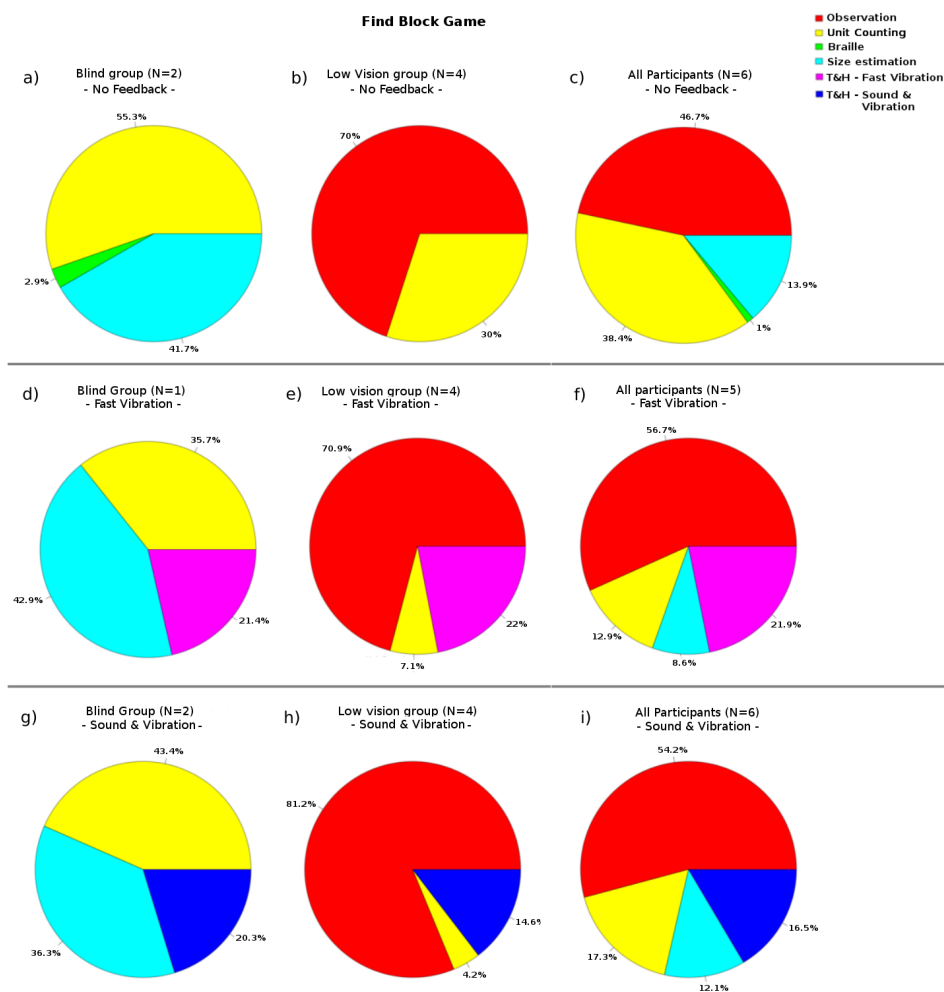 Find Block Game
Observation
Unit Counting
Braille
Size estimation
T&H - Fast Vibration
T&H - Sound &
Vibration
a)
Blind group (N=2)
- No Feedback -
55.3%
2.9%
41.7%
b)
Low Vision group (N=4)
- No Feedback -
70%
30%
c)
All Participants (N=6)
- No Feedback -
46.7%
13.9%
1%
38.4%
d)
Blind Group (N=1)
- Fast Vibration -
35.7%
42.9%
21.4%
e)
Low vision group (N=4)
- Fast Vibration -
70.9%
22%
7.1%
f)
All participants (N=5)
- Fast Vibration -
56.7%
21.9%
12.9%
8.6%
g)
Blind Group (N=2)
- Sound & Vibration-
43.4%
36.3%
20.3%
h)
Low vision group (N=4)
- Sound & Vibration-
81.2%
14.6%
4.2%
i)
All Participants (N=6)
- Sound & Vibration -
54.2%
16.5%
17.3%
12.1%